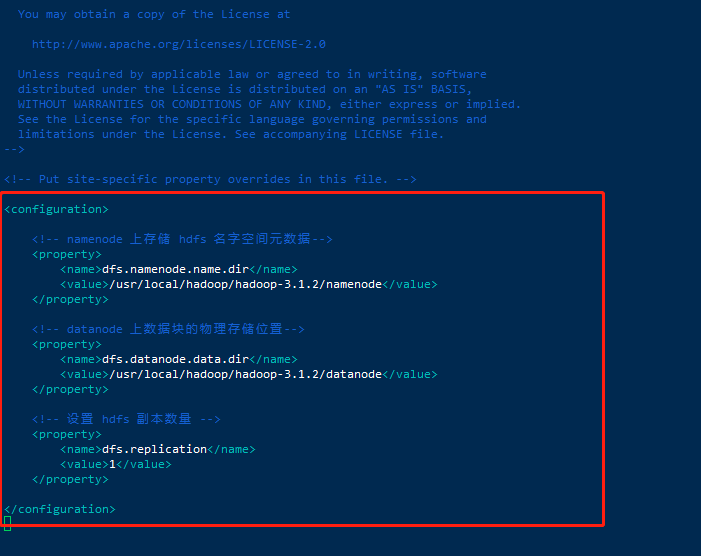 You may obtain a copy of the License at
http://www.apache.org/licenses/LICENSE-2.0
Unless required by applicable law or agreed to in writing, software
distributed under the License is distributed on an "AS IS" BASIS,
WITHOUT WARRANTIES OR CONDITIONS OF ANY KIND, either express or implied.
See the License for the specific language governing permissions and
limitations under the License. See accompanying LICENSE file.
-->
<!-- Put site-specific property overrides in this file. -->
<configuration>
<!-- namenode 上存储 hdfs 名字空间元数据-->
<property>
<name>dfs.namenode.name.dir</name>
<value>/usr/local/hadoop/hadoop-3.1.2/namenode</value>
</property>
<!-- datanode 上数据块的物理存储位置-->
<property>
<name>dfs.datanode.data.dir</name>
<value>/usr/local/hadoop/hadoop-3.1.2/datanode</value>
</property>
<!-- 设置 hdfs 副本数量 -->
<property>
<name>dfs.replication</name>
<value>1</value>
</property>
</configuration>